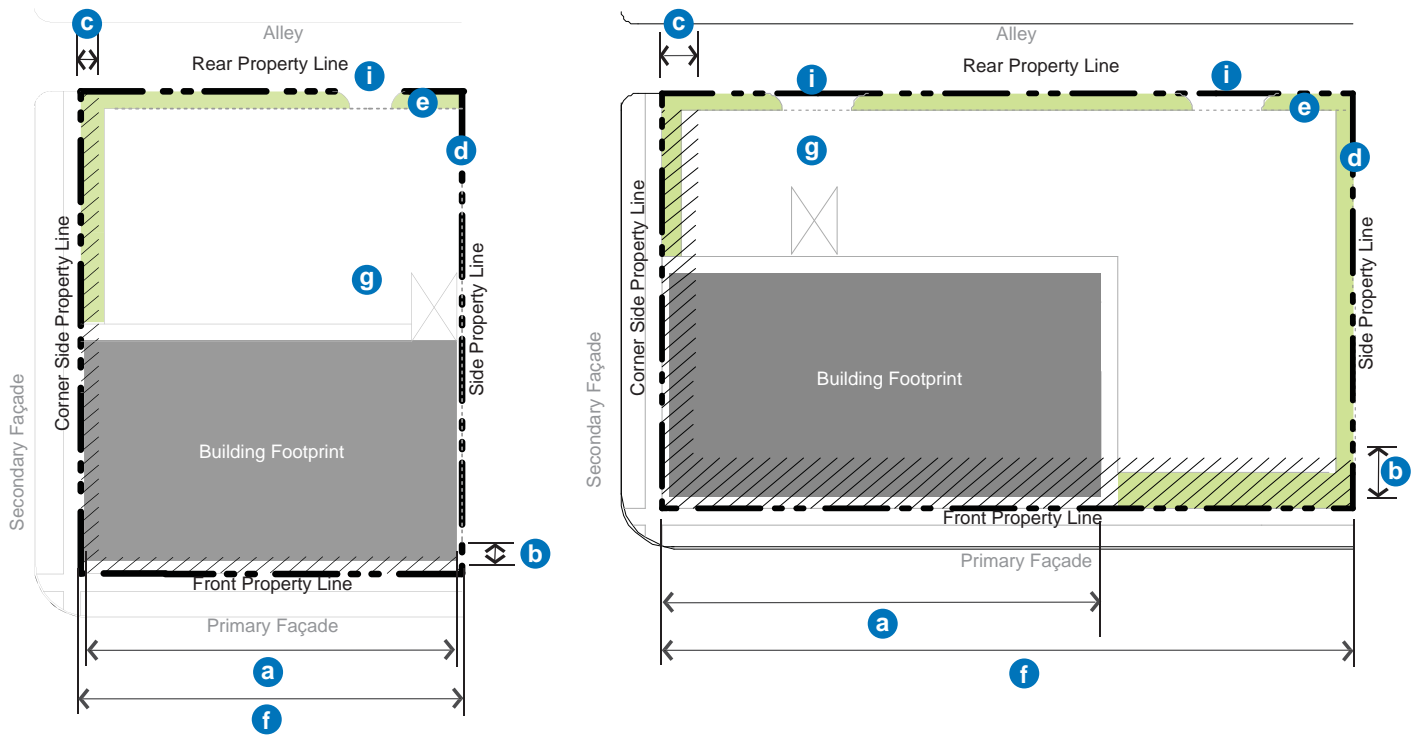 c
Alley
Rear Property Line
i
e
d
Corner Side Property Line
Side Property Line
g
Secondary Façade
Building Footprint
b
Front Property Line
Primary Façade
a
f
c
Alley
Rear Property Line
i
i
e
g
d
Corner Side Property Line
Side Property Line
Secondary Façade
Building Footprint
b
Front Property Line
Primary Façade
a
f